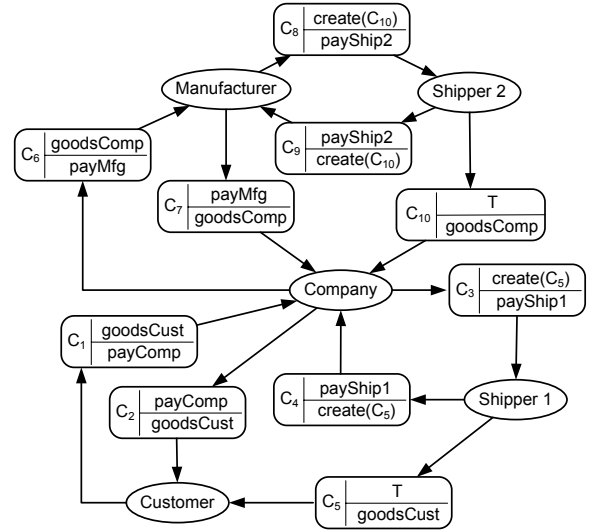 C8 create(C10)
payShip2
Manufacturer
Shipper 2
C6 goodsComp
payMfg
C9 payShip2
create(C10)
C7 payMfg
goodsComp
C10 T
goodsComp
Company
C3 create(C5)
payShip1
C1 goodsCust
payComp
C2 payComp
goodsCust
C4 payShip1
create(C5)
Shipper 1
Customer
C5 T
goodsCust